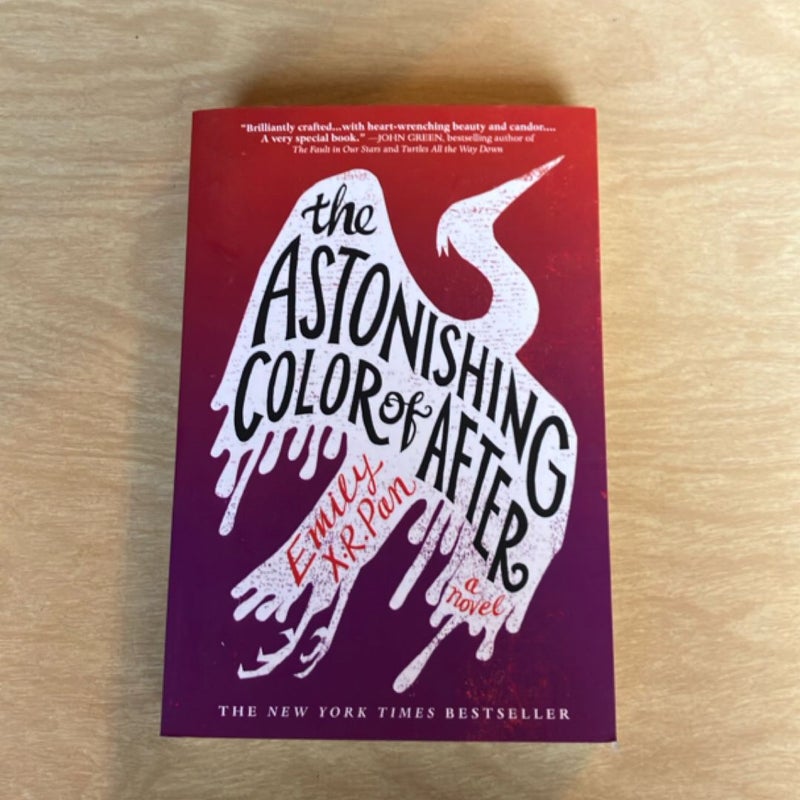 “Brilliantly crafted...with heart-wrenching beauty and candor....
A very special book.” —JOHN GREEN, bestselling author of
The Fault in Our Stars and Turtles All the Way Down
the
ASTONISHING
COLOR of AFTER
Emily
X.R.Pan
a
novel
THE NEW YORK TIMES BESTSELLER